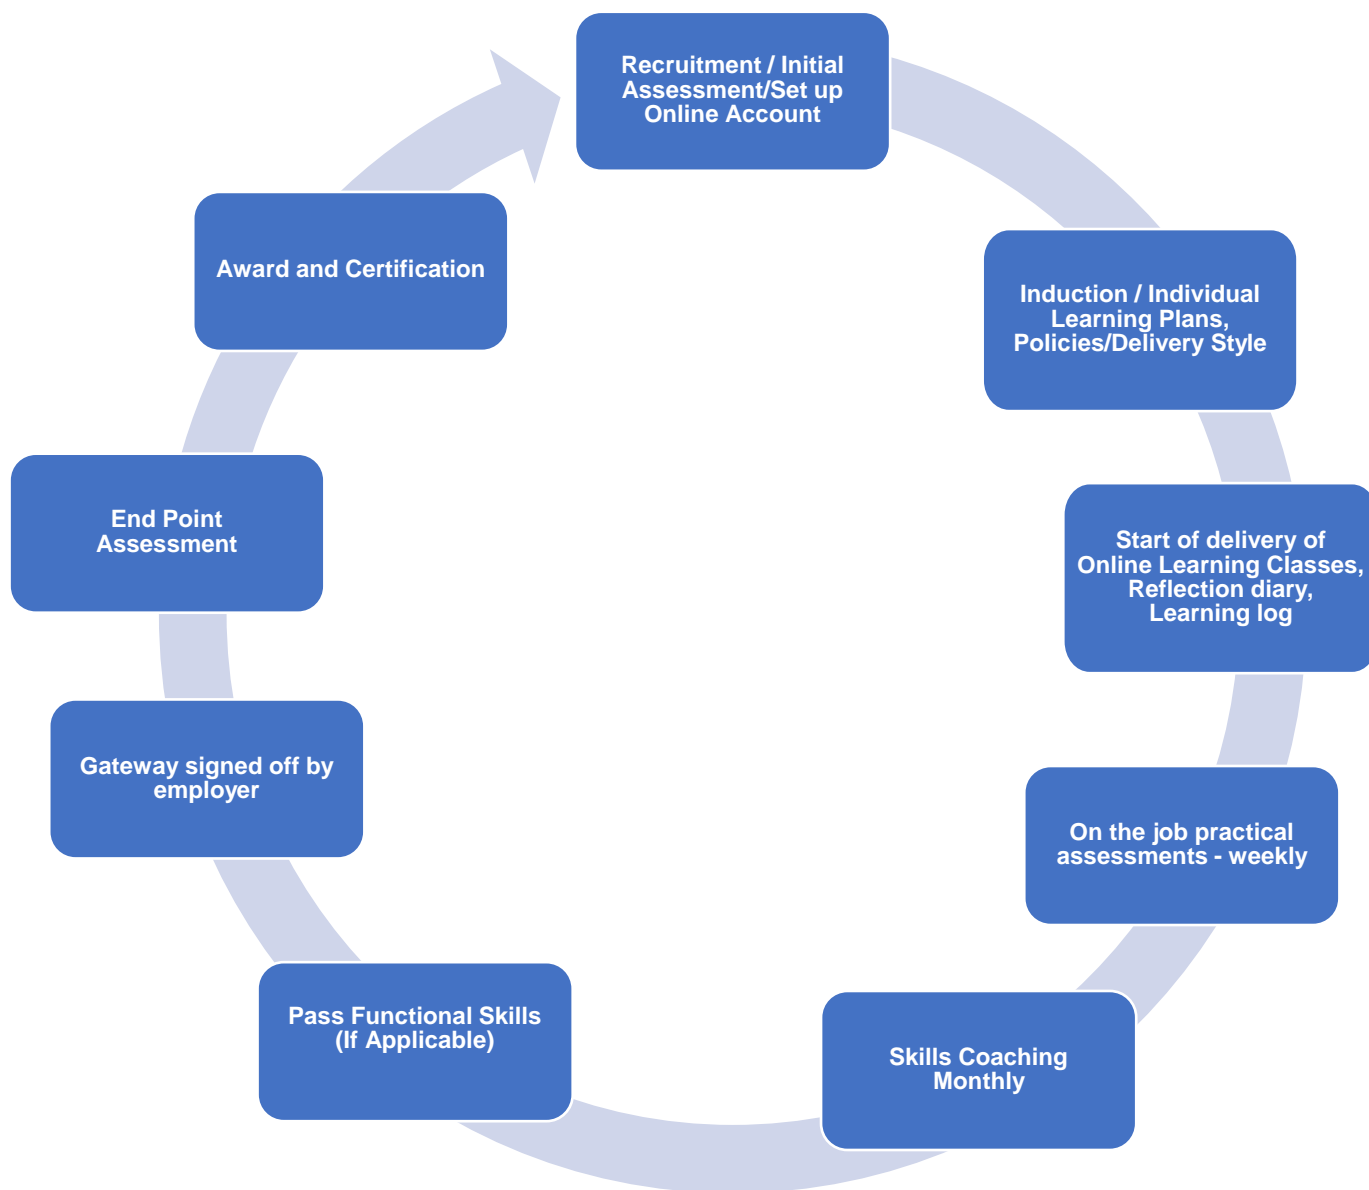 Recruitment / Initial
Assessment/Set up
Online Account
Induction / Individual
Learning Plans,
Policies/Delivery Style
Start of delivery of
Online Learning Classes,
Reflection diary,
Learning log
On the job practical
assessments - weekly
Skills Coaching
Monthly
Pass Functional Skills
(If Applicable)
Gateway signed off by
employer
End Point
Assessment
Award and Certification